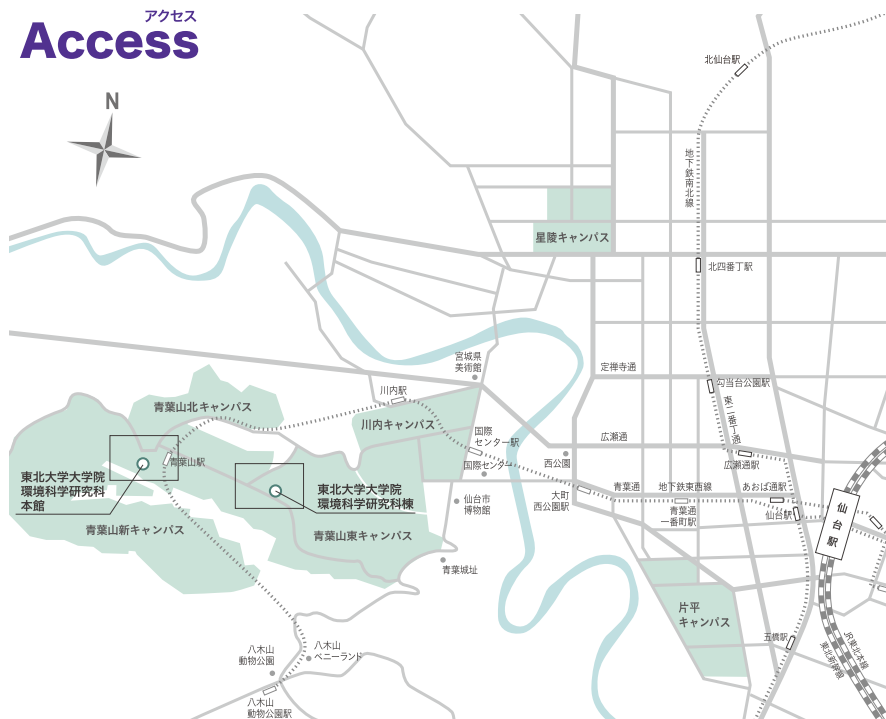 アクセス
Access
N
北仙台駅
地下鉄南北線
星陵キャンパス
北四番丁駅
宮城県
美術館
定禅寺通
勾当台公園駅
東二番丁通
川内駅
青葉山北キャンパス
川内キャンパス
国際
センター駅
広瀬通
広瀬通駅
国際センター
西公園
青葉山駅
東北大学大学院
環境科学研究科
本館
東北大学大学院
環境科学研究科棟
仙台市
博物館
大町
西公園駅
青葉通
地下鉄東西線
あおば通駅
青葉通
一番町駅
仙台駅
仙台駅
青葉山新キャンパス
青葉山東キャンパス
青葉城址
片平
キャンパス
五橋駅
JR東北本線
東北新幹線
八木山
動物公園
八木山
ベニーランド
八木山
動物公園駅